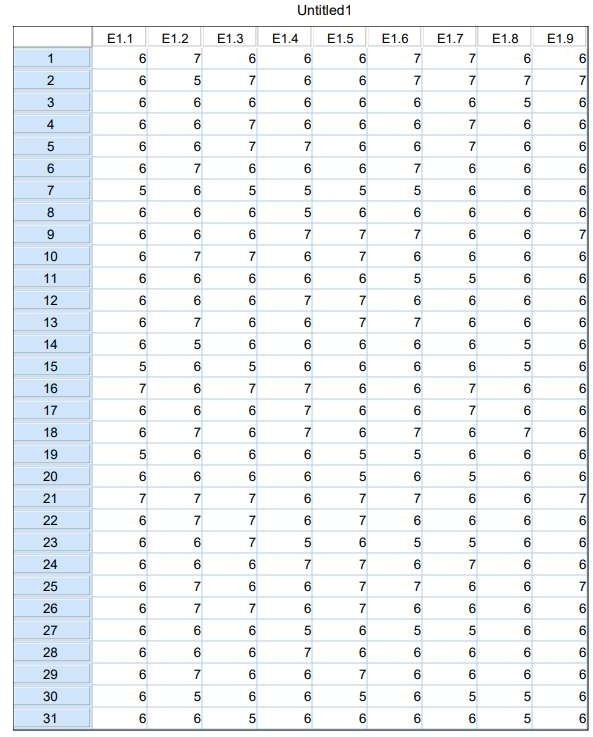 Untitled1
E1.1 E1.2 E1.3 E1.4 E1.5 E1.6 E1.7 E1.8 E1.9
1 6 7 6 6 6 7 7 6 6
2 6 5 7 6 6 7 7 7 7
3 6 6 6 6 6 6 6 5 6
4 6 6 7 6 6 6 7 6 6
5 6 6 7 7 6 6 7 6 6
6 6 7 6 6 6 7 6 6 6
7 5 6 5 5 5 5 6 6 6
8 6 6 6 5 6 6 6 6 6
9 6 6 6 7 7 7 6 6 7
10 6 7 7 6 7 6 6 6 6
11 6 6 6 6 6 5 5 6 6
12 6 6 6 7 7 6 6 6 6
13 6 7 6 6 7 7 6 6 6
14 6 5 6 6 6 6 6 5 6
15 5 6 5 6 6 6 6 5 6
16 7 6 7 7 6 6 7 6 6
17 6 6 6 7 6 6 7 6 6
18 6 7 6 7 6 7 6 7 6
19 5 6 6 6 5 5 6 6 6
20 6 6 6 6 5 6 5 6 6
21 7 7 7 6 7 7 6 6 7
22 6 7 7 6 7 6 6 6 6
23 6 6 7 5 6 5 5 6 6
24 6 6 6 7 7 6 7 6 6
25 6 7 6 6 7 7 6 6 7
26 6 7 7 6 7 6 6 6 6
27 6 6 6 5 6 5 5 6 6
28 6 6 6 7 6 6 6 6 6
29 6 7 6 6 7 6 6 6 6
30 6 5 6 6 5 6 5 5 6
31 6 6 5 6 6 6 6 5 6